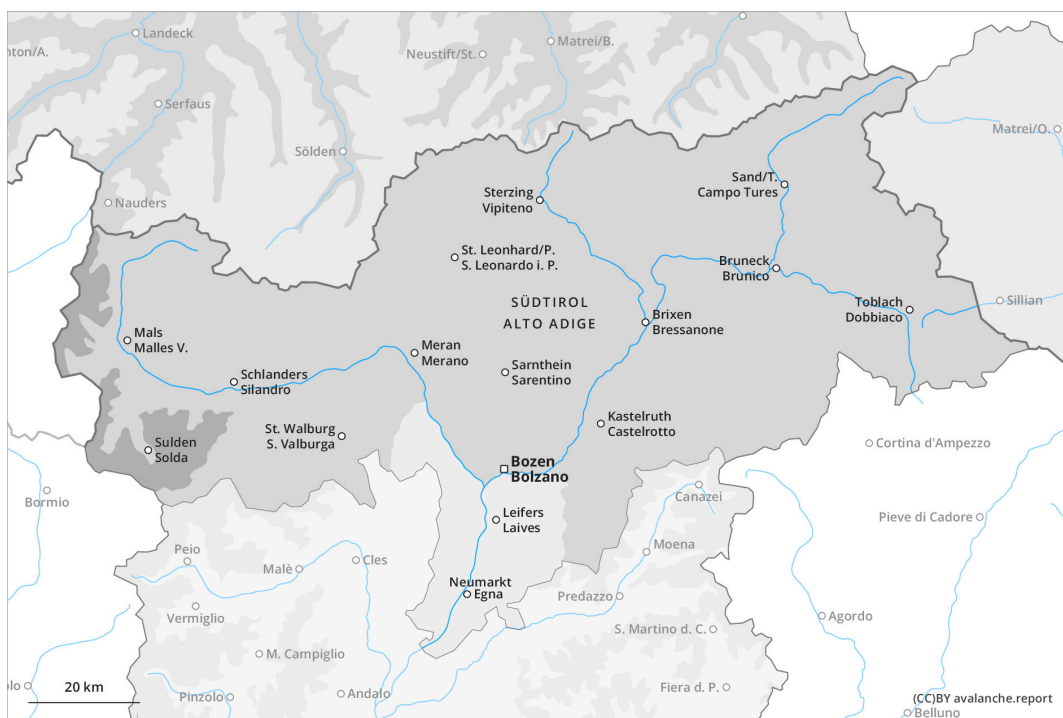 Landeck
nton/A.
Neustift/St.
Matrei/B.
Serfaus
Sölden
Matrei/O.
Nauders
Sterzing
Vipiteno
Sand/T.
Campo Tures
St. Leonhard/P.
S. Leonardo i. P.
Bruneck
Brunico
SÜDTIROL
ALTO ADIGE
Toblach
Dobbiaco
Sillian
Brixen
Bressanone
Mals
Malles V.
Meran
Merano
Sarnthein
Sarentino
Schlanders
Silandro
Kastelruth
Castelrotto
St. Walburg
S. Valburga
Sulden
Solda
Cortina d'Ampezzo
Bozen
Bolzano
Bormio
Canazei
Leifers
Laives
Pieve di Cadore
Peio
Cles
Malè
Moena
Neumarkt
Egna
Predazzo
Vermiglio
Agordo
S. Martino d. C.
M. Campiglio
olo
20 km
Pinzolo
Andalo
Fiera d. P.
(CC)BY avalanche.report
Belluno